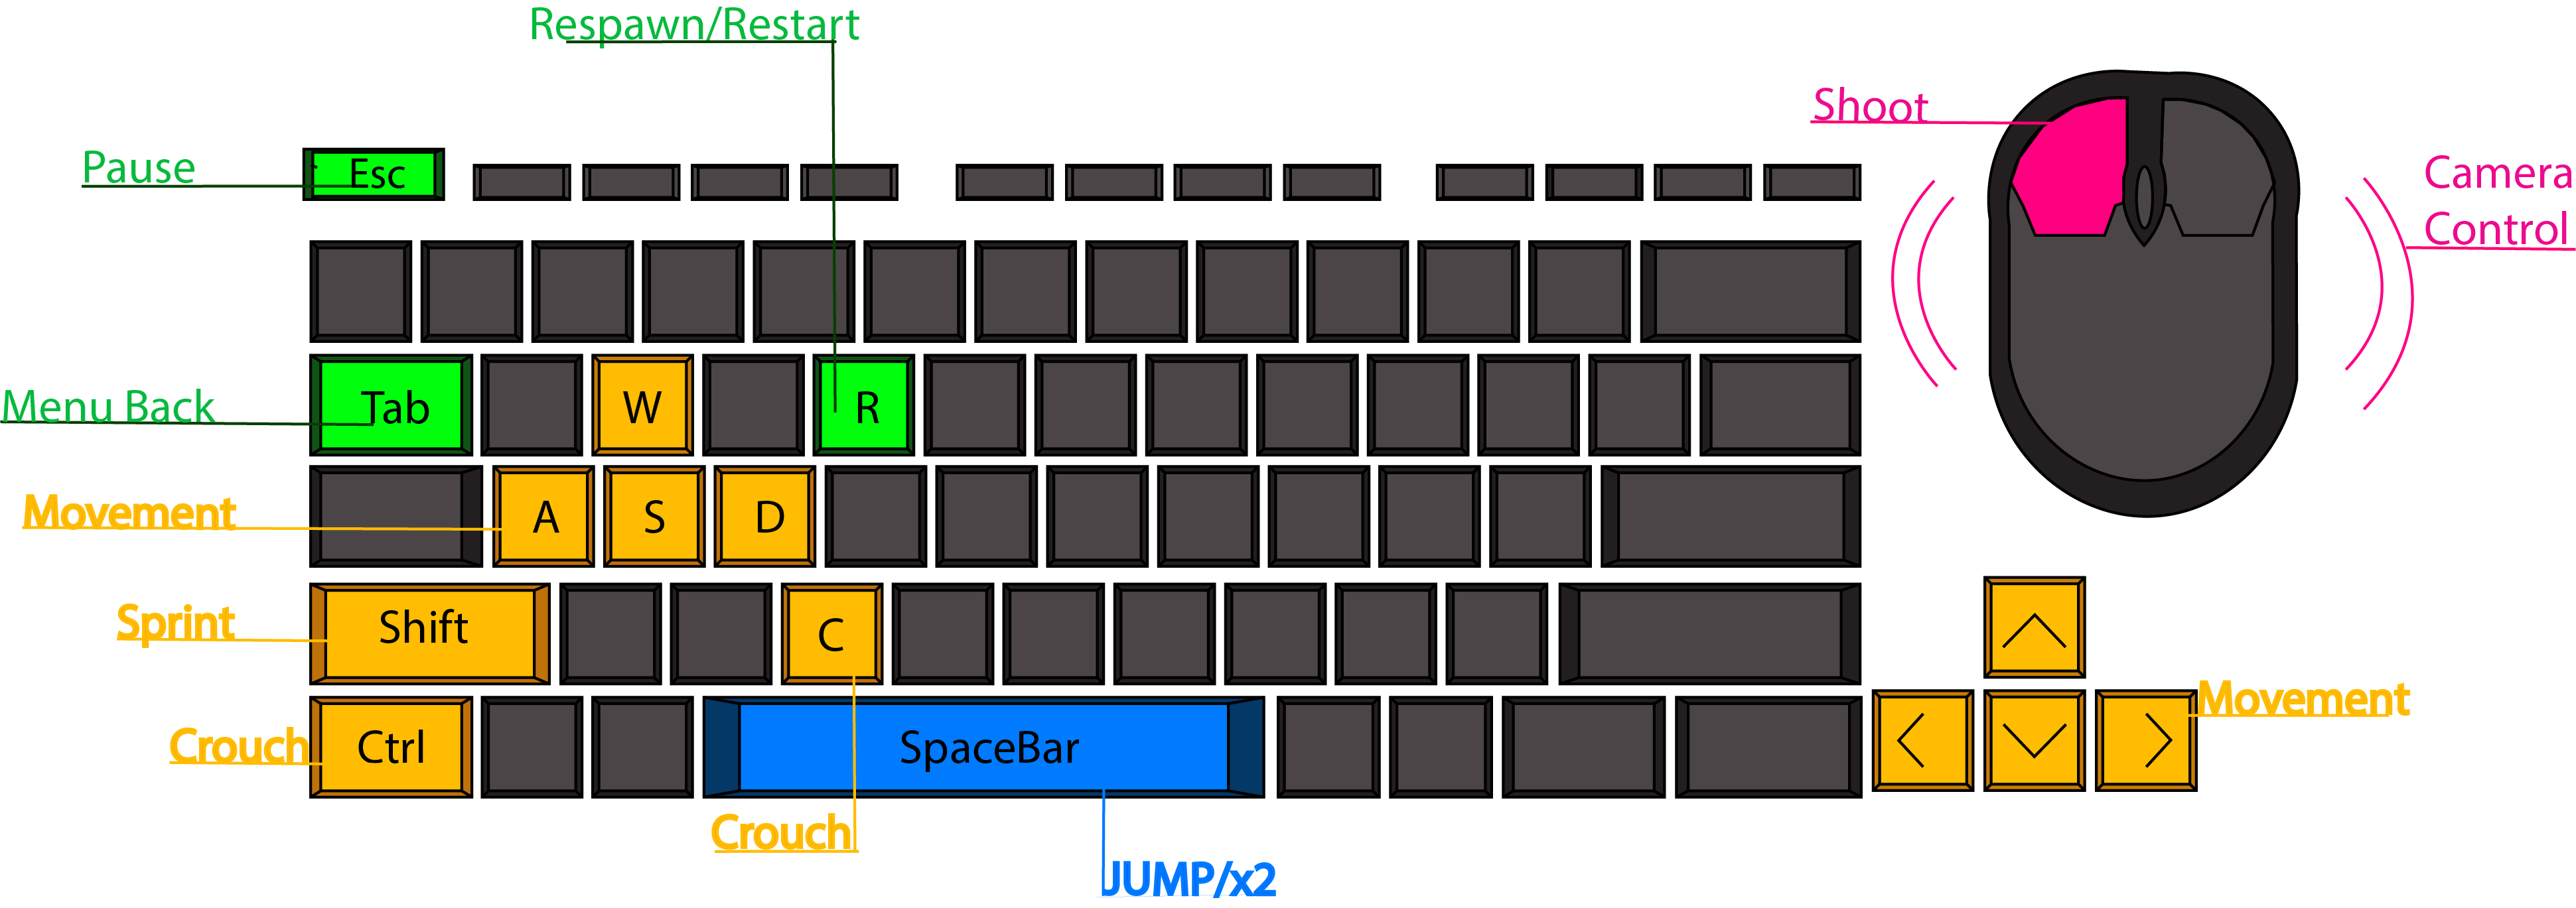 Respawn/Restart
Shoot
Pause
Esc
Camera
Control
Menu Back
Tab
W
R
Movement
A
S
D
Sprint
Shift
C
Movement
Crouch
Ctrl
SpaceBar
Crouch
JUMP/x2